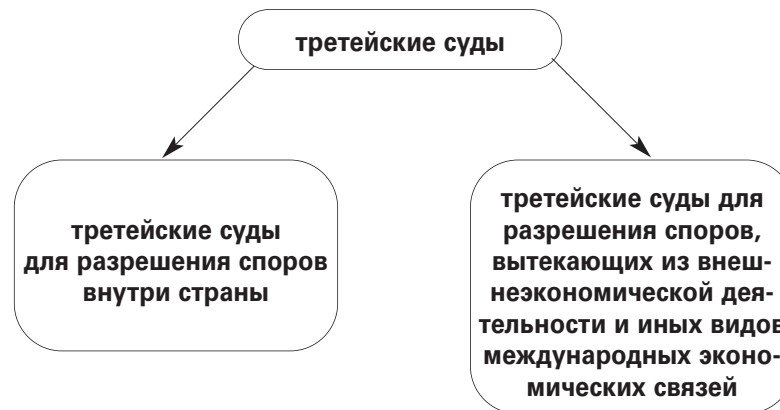 третейские суды
третейские суды
для разрешения споров
внутри страны
третейские суды для
разрешения споров,
вытекающих из внеш-
неэкономической дея-
тельности и иных видов
международных эконо-
мических связей